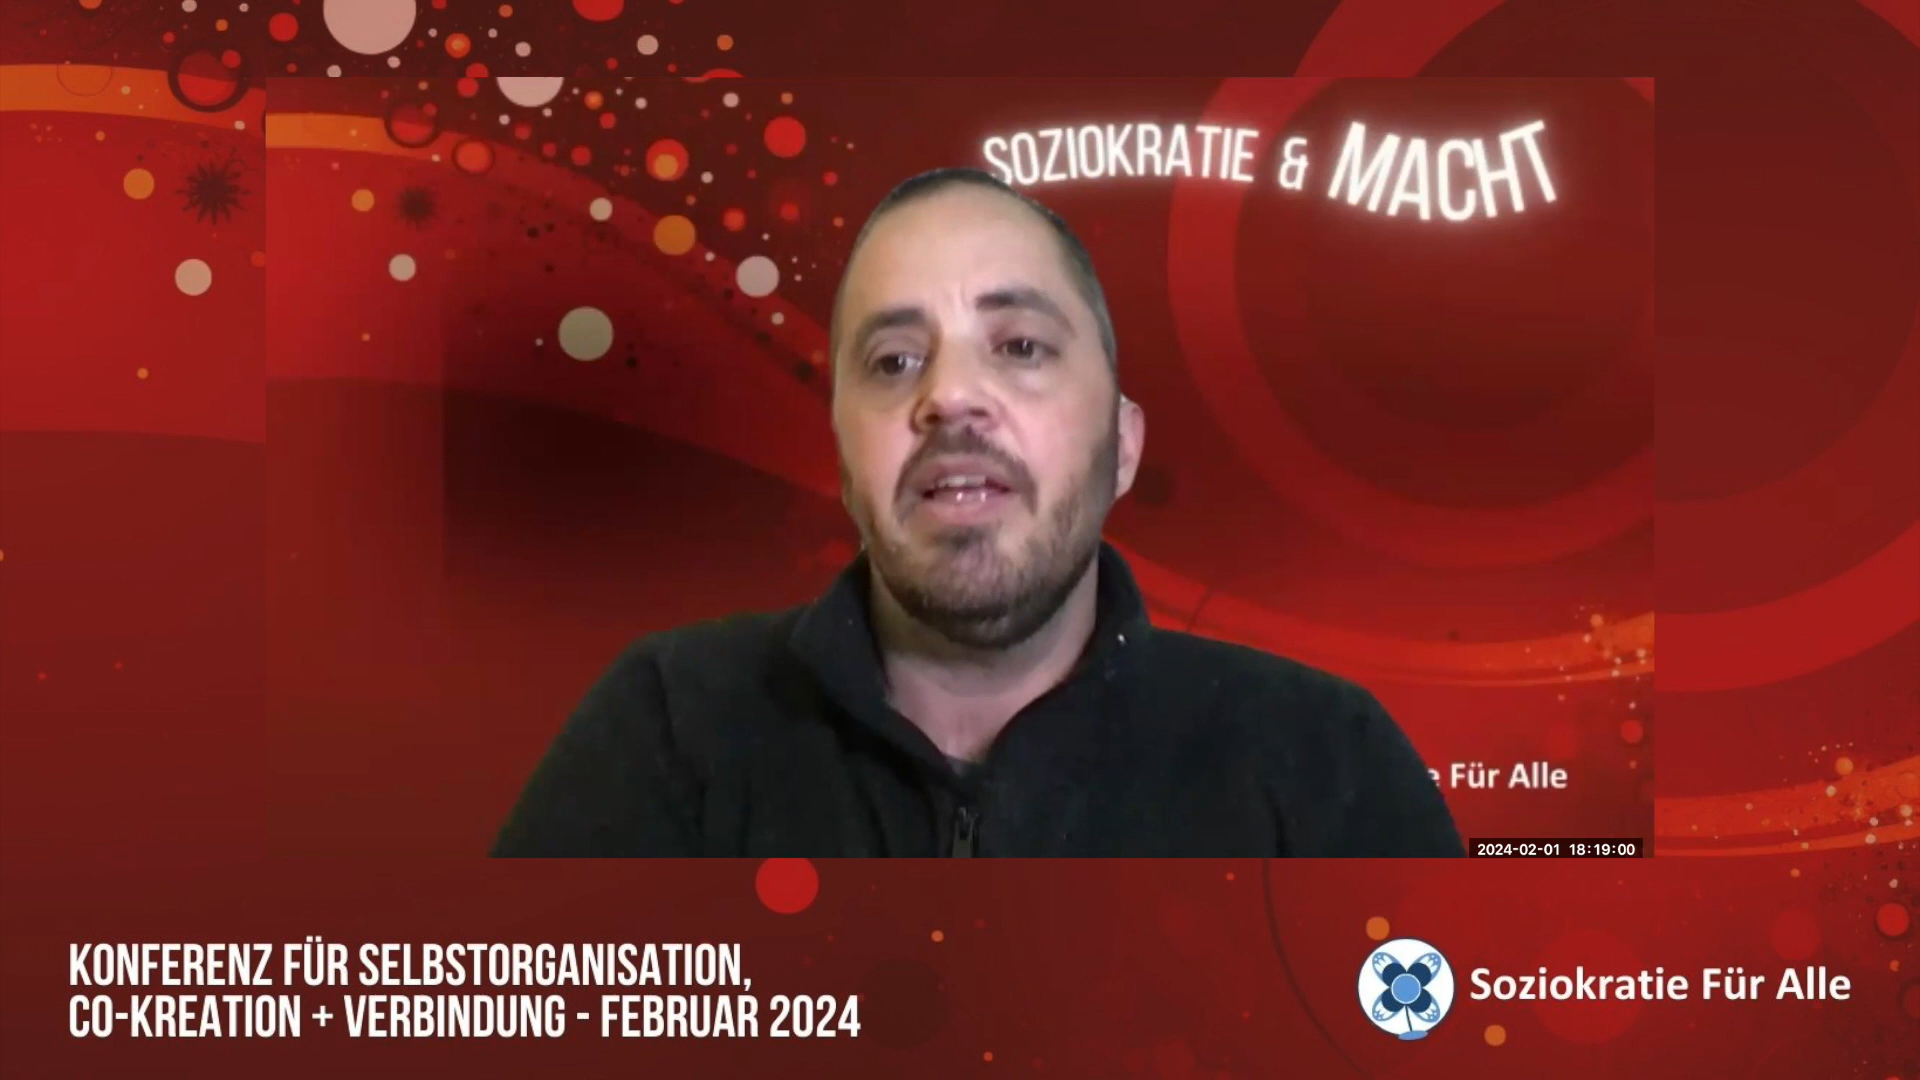 SOZIOKRATIE & MACHT
e Für Alle
2024-02-01 18:19:00
KONFERENZ FÜR SELBSTORGANISATION,
CO-KREATION + VERBINDUNG - FEBRUAR 2024
Soziokratie Für Alle